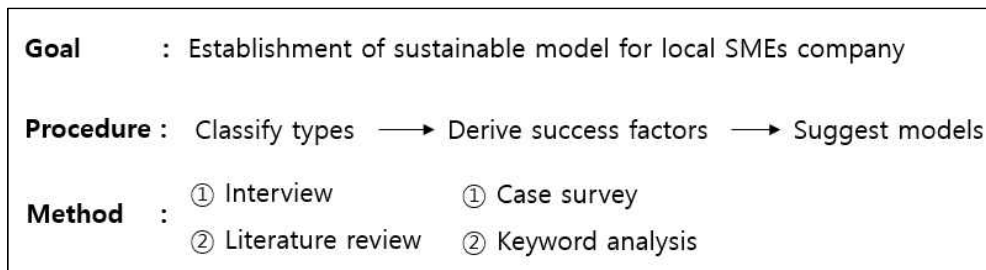 Goal : Establishment of sustainable model for local SMEs company
Procedure : Classify types → Derive success factors → Suggest models
① Interview ① Case survey
Method :
② Literature review ② Keyword analysis